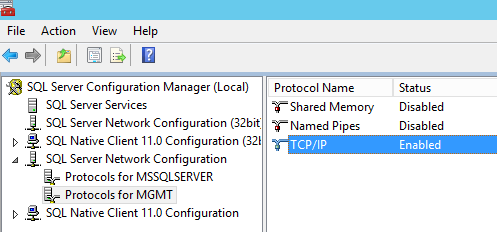 File Action View Help
SQL Server Configuration Manager (Local)
SQL Server Services
SQL Server Network Configuration (32bit
SQL Native Client 11.0 Configuration (32
SQL Server Network Configuration
Protocols for MSSQLSERVER
Protocols for MGMT
SQL Native Client 11.0 Configuration
Protocol Name Status
Shared Memory Disabled
Named Pipes Disabled
TCP/IP Enabled